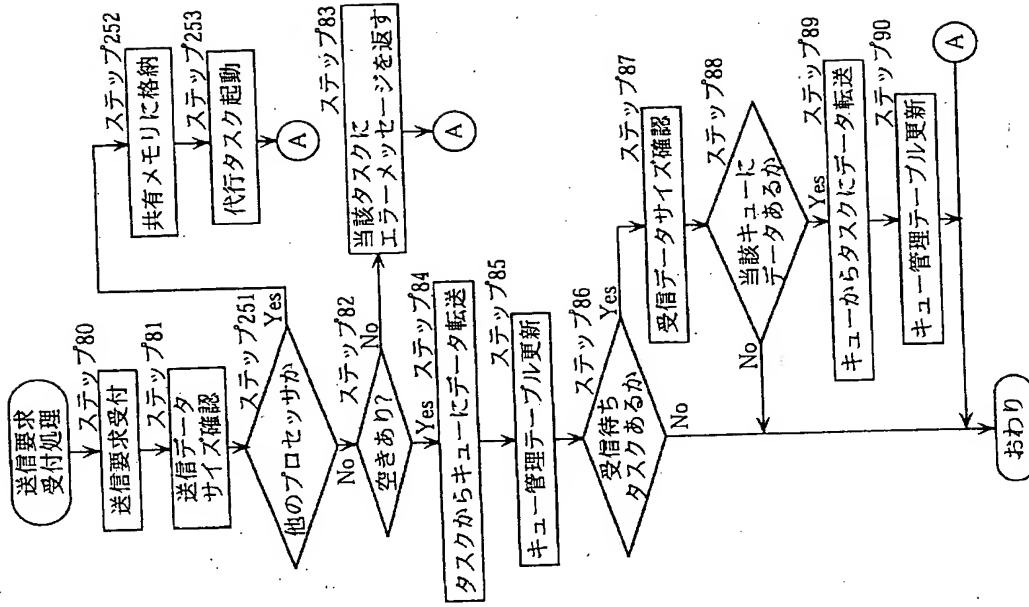 送信要求
受付処理
ステップ80
送信要求受付
ステップ81
送信データ
サイズ確認
ステップ251
他のプロセッサか
Yes
No
ステップ252
共有メモリに格納
ステップ253
代行タスク起動
A
ステップ82
空きあり?
No
Yes
ステップ83
当該タスクに
エラーメッセージを返す
A
ステップ84
タスクからキューにデータ転送
ステップ85
キュー管理テーブル更新
ステップ86
受信待ち
タスクあるか
Yes
No
ステップ87
受信データサイズ確認
ステップ88
当該キューに
データあるか
No
Yes
ステップ89
キューからタスクにデータ転送
ステップ90
キュー管理テーブル更新
A
おわり